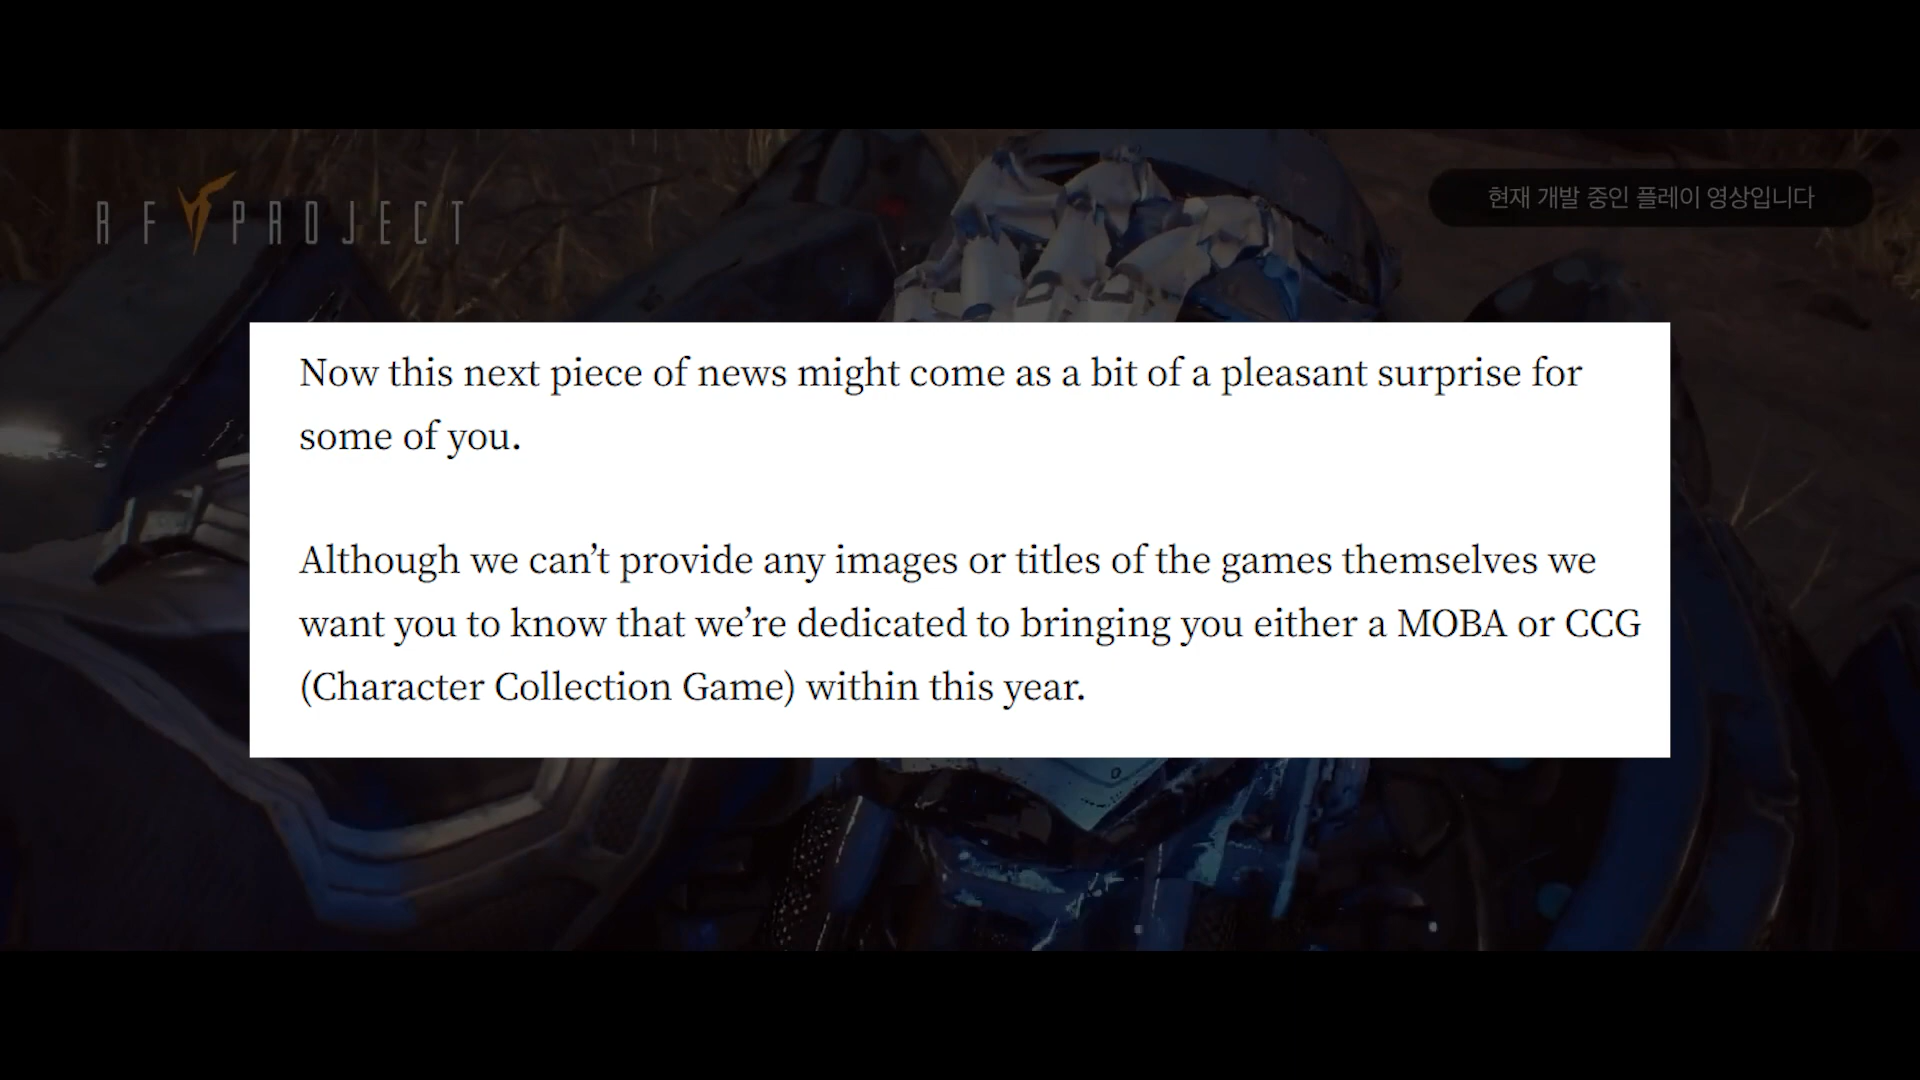 RF PROJECT
현재 개발 중인 플레이 영상입니다
Now this next piece of news might come as a bit of a pleasant surprise for
some of you.
Although we can’t provide any images or titles of the games themselves we
want you to know that we’re dedicated to bringing you either a MOBA or CCG
(Character Collection Game) within this year.